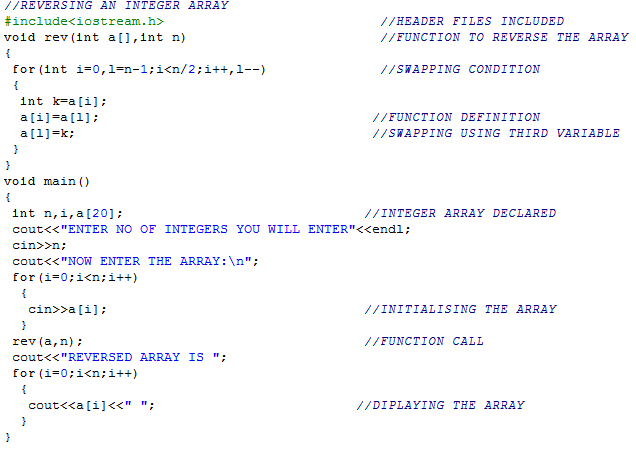 //REVERSING AN INTEGER ARRAY
#include<iostream.h> //HEADER FILES INCLUDED
void rev(int a[],int n) //FUNCTION TO REVERSE THE ARRAY
{
for(int i=0,l=n-1;i<n/2;i++,l--) //SWAPPING CONDITION
{
int k=a[i];
a[i]=a[l]; //FUNCTION DEFINITION
a[l]=k; //SWAPPING USING THIRD VARIABLE
}
}
void main()
{
int n,i,a[20]; //INTEGER ARRAY DECLARED
cout<<"ENTER NO OF INTEGERS YOU WILL ENTER"<<endl;
cin>>n;
cout<<"NOW ENTER THE ARRAY:\n";
for(i=0;i<n;i++)
{
cin>>a[i]; //INITIALISING THE ARRAY
}
rev(a,n); //FUNCTION CALL
cout<<"REVERSED ARRAY IS ";
for(i=0;i<n;i++)
{
cout<<a[i]<<" "; //DIPLAYING THE ARRAY
}
}